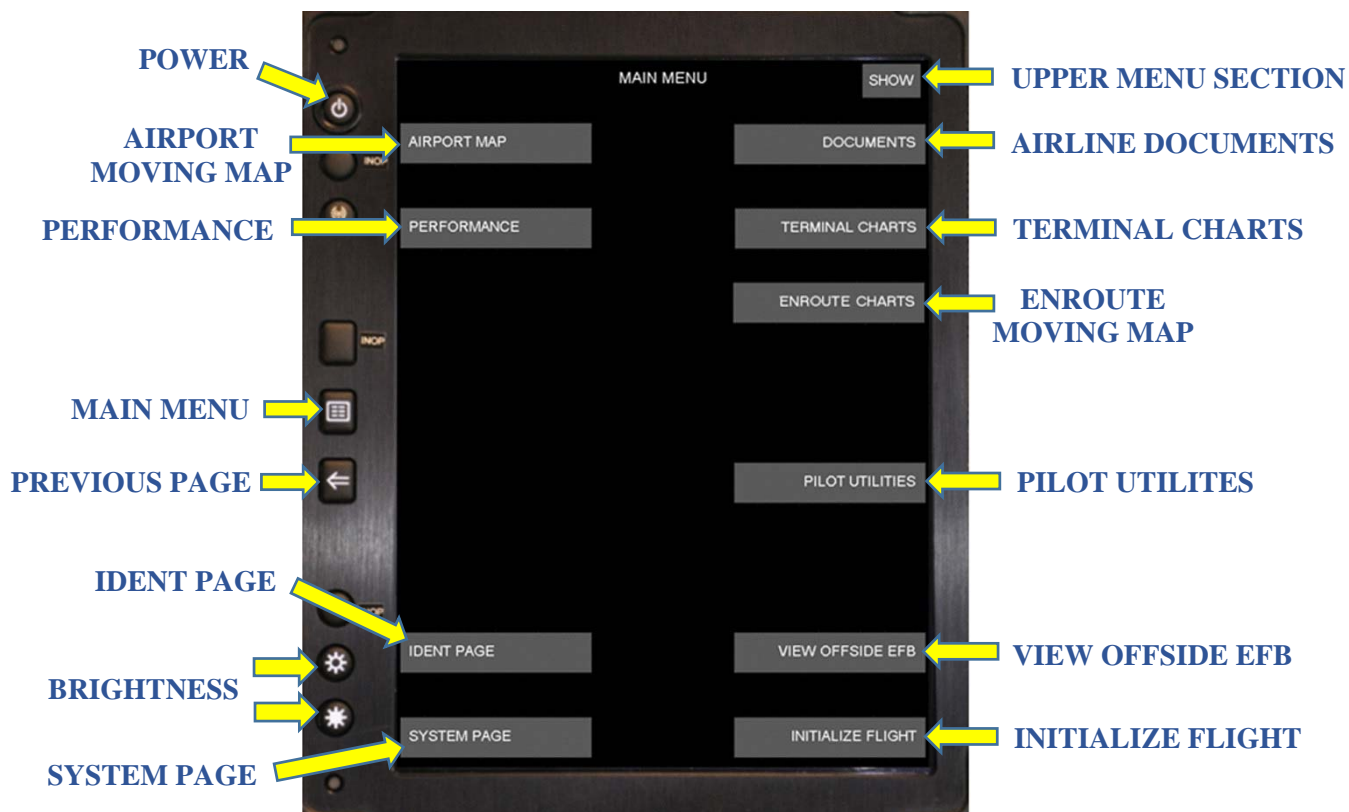 POWER
MAIN MENU
SHOW
UPPER MENU SECTION
AIRPORT
MOVING MAP
INOP
AIRPORT MAP
DOCUMENTS
AIRLINE DOCUMENTS
PERFORMANCE
PERFORMANCE
TERMINAL CHARTS
TERMINAL CHARTS
ENROUTE CHARTS
ENROUTE
MOVING MAP
INOP
MAIN MENU
PREVIOUS PAGE
PILOT UTILITIES
PILOT UTILITES
IDENT PAGE
INOP
IDENT PAGE
VIEW OFFSIDE EFB
VIEW OFFSIDE EFB
BRIGHTNESS
SYSTEM PAGE
INITIALIZE FLIGHT
INITIALIZE FLIGHT
SYSTEM PAGE